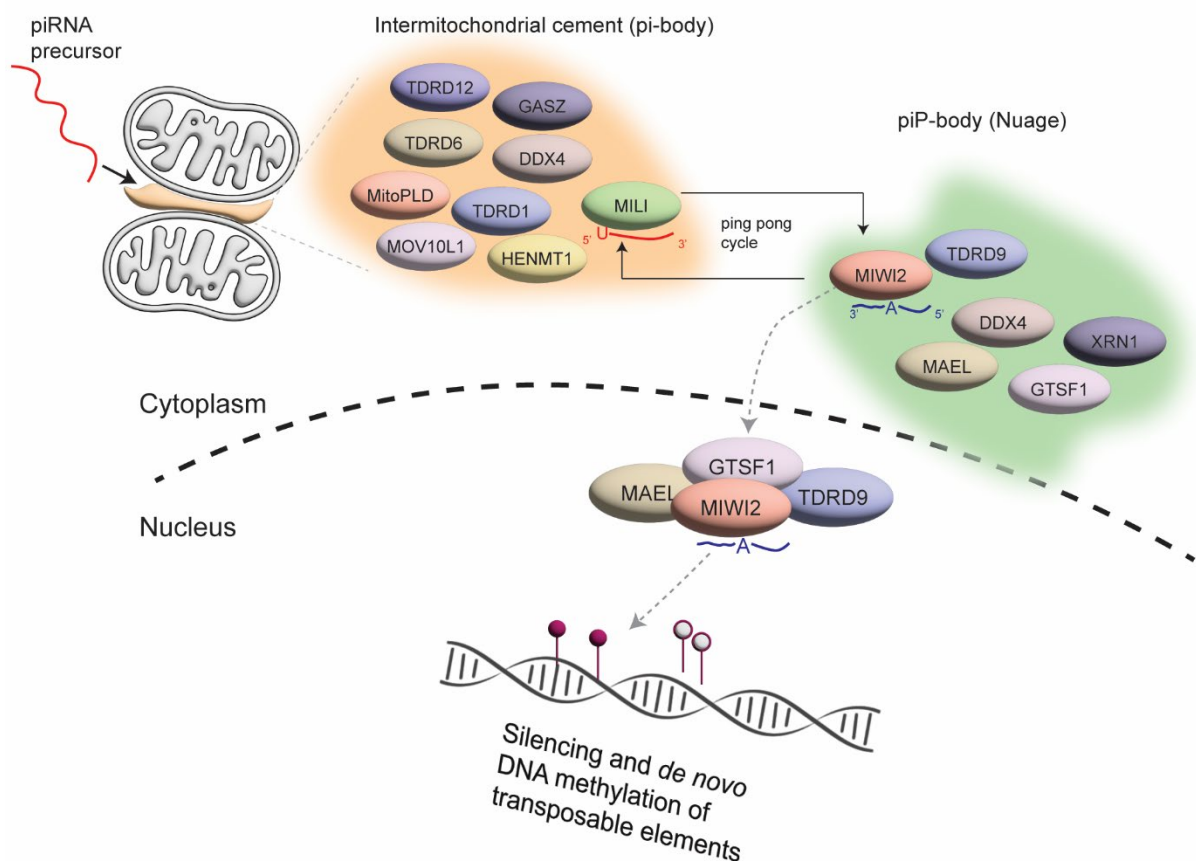 piRNA
precursor
Intermitochondrial cement (pi-body)
TDRD12
GASZ
TDRD6
DDX4
MitoPLD
TDRD1
MILI
MOV10L1
HENMT1
5'
U
3'
ping pong
cycle
piP-body (Nuage)
MIWI2
TDRD9
3'
A
5'
DDX4
XRN1
MAEL
GTSF1
Cytoplasm
Nucleus
GTSF1
MAEL
MIWI2
TDRD9
A
Silencing and de novo
DNA methylation of
transposable elements